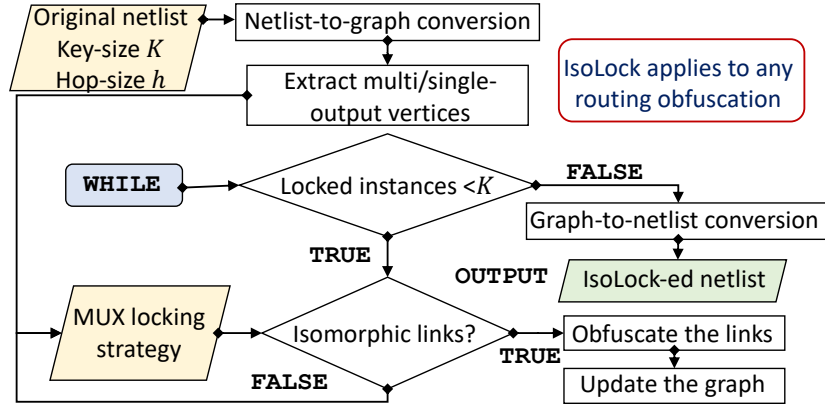 Original netlist
Key-size K
Hop-size h
Netlist-to-graph conversion
Extract multi/single-
output vertices
IsoLock applies to any
routing obfuscation
WHILE
Locked instances <K
FALSE
Graph-to-netlist conversion
TRUE
OUTPUT
IsoLock-ed netlist
MUX locking
strategy
Isomorphic links?
TRUE
Obfuscate the links
FALSE
Update the graph